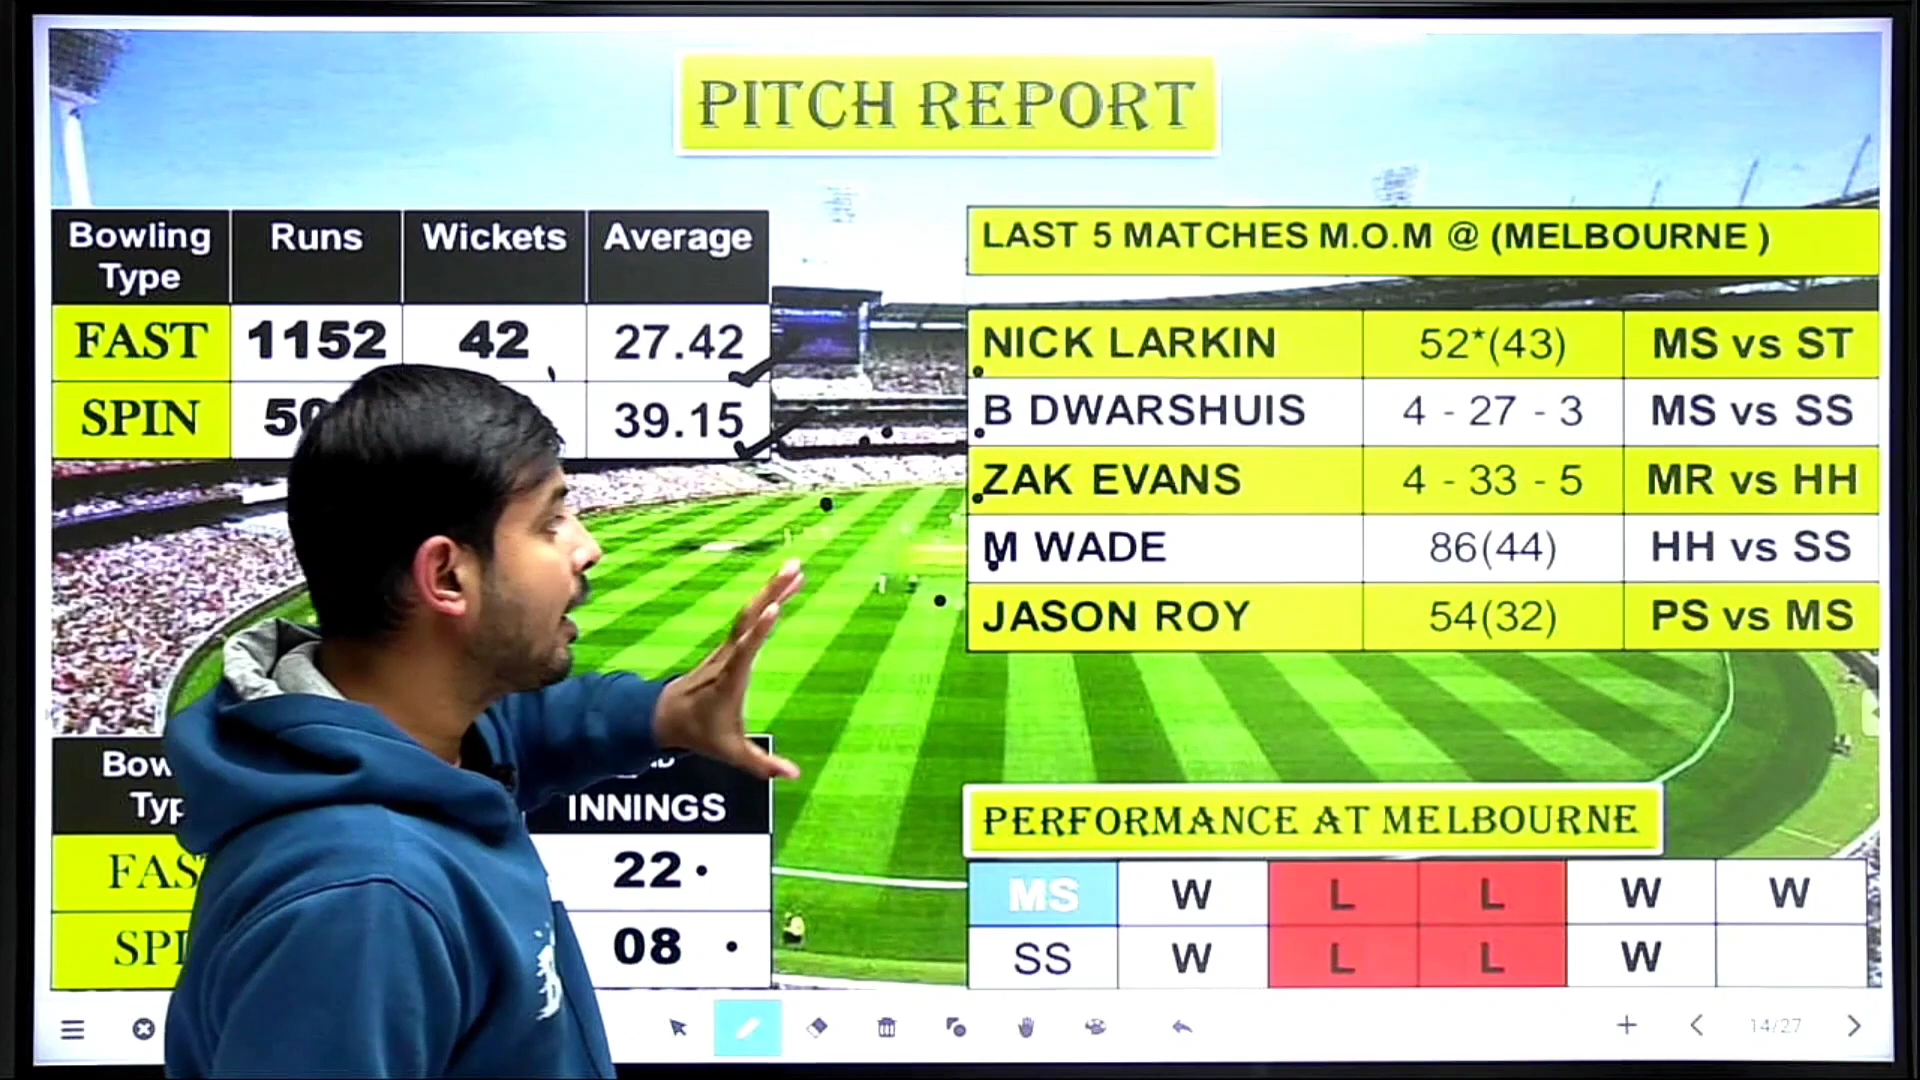 PITCH REPORT
Bowling Type Runs Wickets Average
FAST 1152 42 27.42
SPIN 39.15
LAST 5 MATCHES M.O.M @ (MELBOURNE )
NICK LARKIN 52*(43) MS vs ST
B DWARSHUIS 4 - 27 - 3 MS vs SS
ZAK EVANS 4 - 33 - 5 MR vs HH
M WADE 86(44) HH vs SS
JASON ROY 54(32) PS vs MS
INNINGS
22
08
PERFORMANCE AT MELBOURNE
MS W L L W W
SS W L L W
14/27